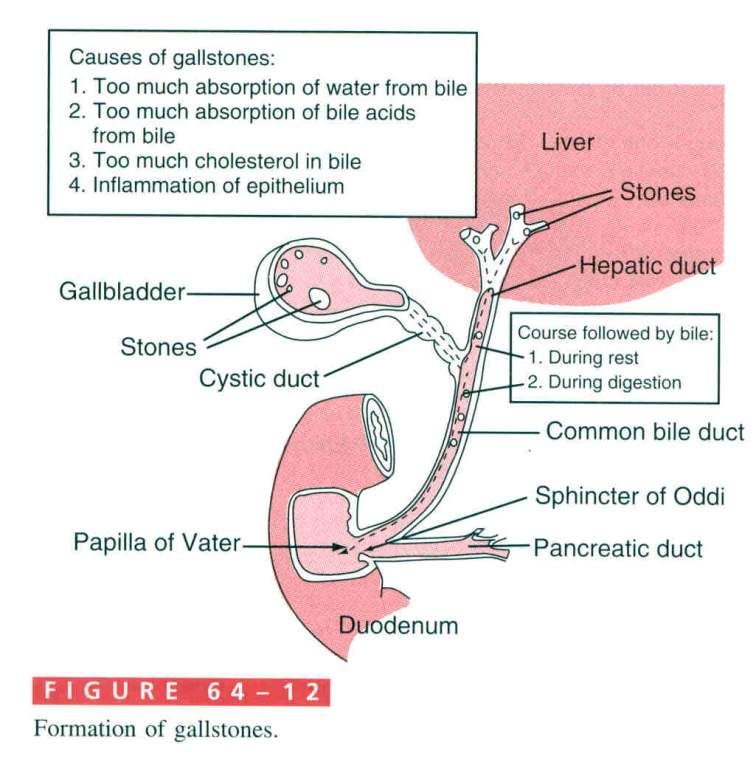 Causes of gallstones:
1. Too much absorption of water from bile
2. Too much absorption of bile acids
from bile
3. Too much cholesterol in bile
4. Inflammation of epithelium
Liver
Stones
Hepatic duct
Gallbladder
Stones
Cystic duct
Course followed by bile:
1. During rest
2. During digestion
Common bile duct
Sphincter of Oddi
Papilla of Vater
Pancreatic duct
Duodenum
FIGURE 64–12
Formation of gallstones.